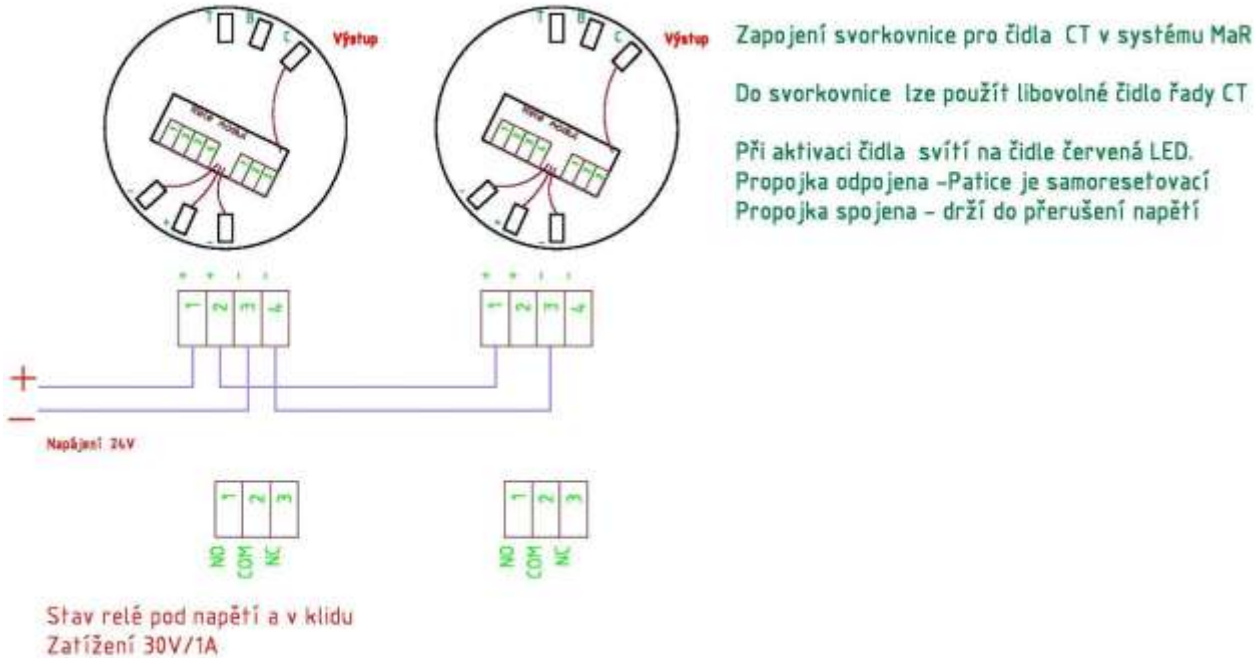 T B C
Výstup
T B C
Výstup
Zapojení svorkovnice pro čidla CT v systému MaR
Do svorkovnice lze použít libovolné čidlo řady CT
Při aktivaci čidla svítí na čidle červená LED.
Propojka odpojena -Patice je samoresetovací
Propojka spojena - drží do přerušení napětí
- + -
- + -
+ + - -
1 2 3 4
+ + - -
1 2 3 4
+
-
Napájení 24V
1 2 3
NO COM NC
1 2 3
NO COM NC
Stav relé pod napětí a v klidu
Zatížení 30V/1A